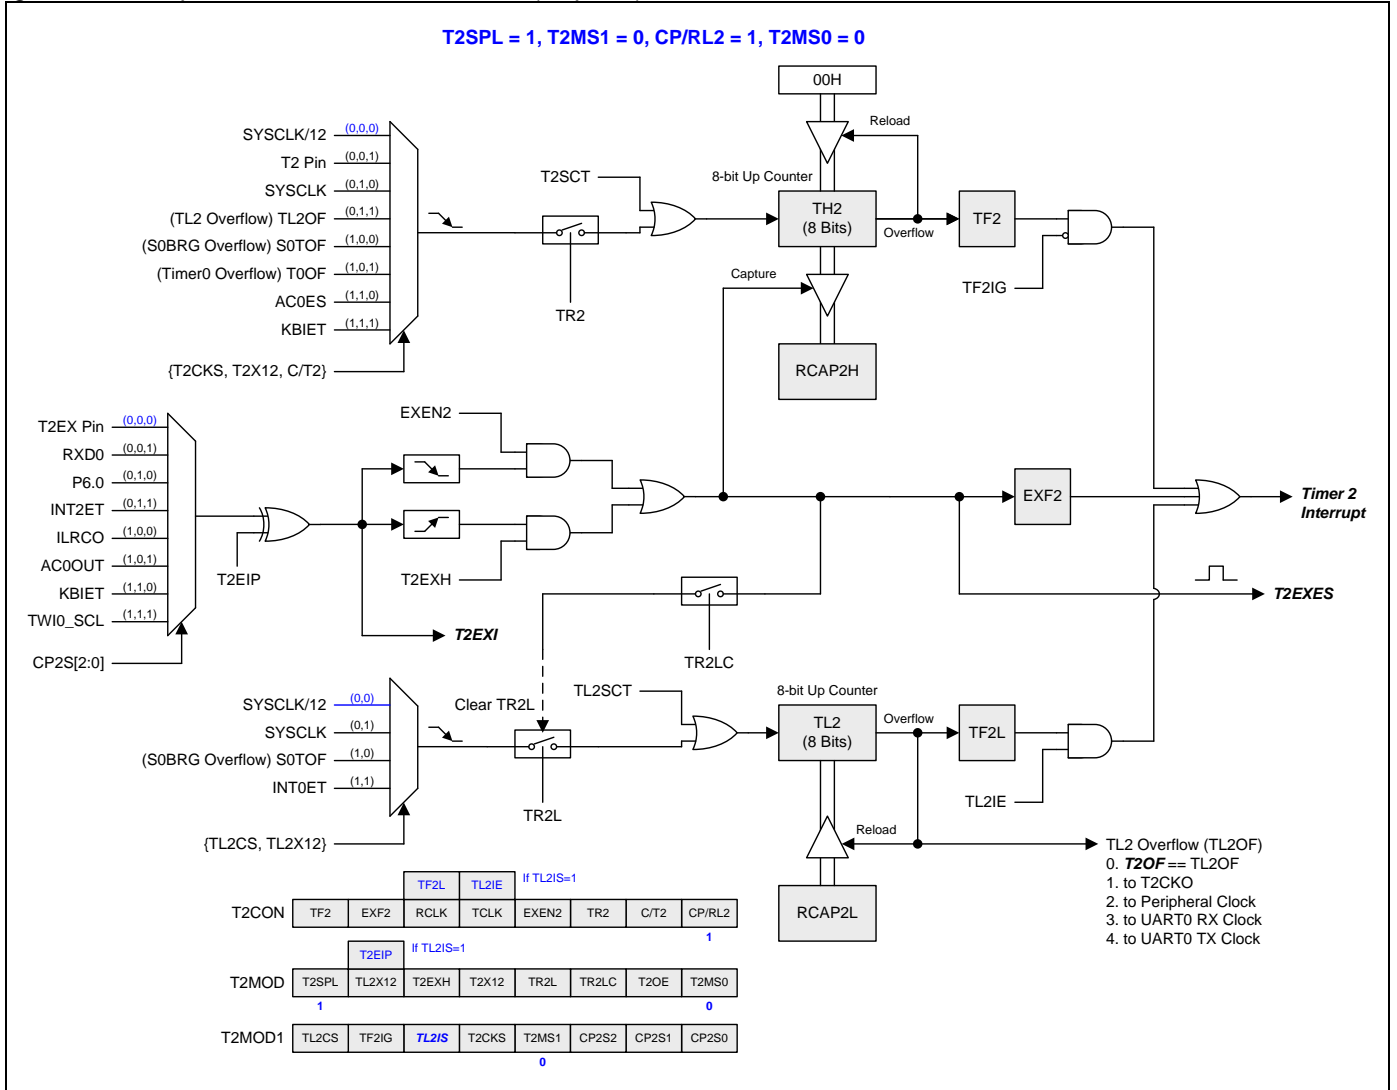 T2SPL = 1, T2MS1 = 0, CP/RL2 = 1, T2MS0 = 0
00H
Reload
SYSCLK/12 (0,0,0)
T2 Pin (0,0,1)
SYSCLK (0,1,0)
(TL2 Overflow) TL2OF (0,1,1)
(S0BRG Overflow) S0TOF (1,0,0)
(Timer0 Overflow) T0OF (1,0,1)
AC0ES (1,1,0)
KBIET (1,1,1)
{T2CKS, T2X12, C/T2}
TR2
T2SCT
8-bit Up Counter
TH2
(8 Bits)
Overflow
TF2
TF2IG
Capture
RCAP2H
T2EX Pin (0,0,0)
RXD0 (0,0,1)
P6.0 (0,1,0)
INT2ET (0,1,1)
ILRCO (1,0,0)
AC0OUT (1,0,1)
KBIET (1,1,0)
TWI0_SCL (1,1,1)
CP2S[2:0]
T2EIP
EXEN2
T2EXH
T2EXI
EXF2
Timer 2
Interrupt
T2EXES
TR2LC
Clear TR2L
SYSCLK/12 (0,0)
SYSCLK (0,1)
(S0BRG Overflow) S0TOF (1,0)
INT0ET (1,1)
{TL2CS, TL2X12}
TR2L
TL2SCT
8-bit Up Counter
TL2
(8 Bits)
Overflow
TF2L
TL2IE
Reload
RCAP2L
TL2 Overflow (TL2OF)
0. T2OF == TL2OF
1. to T2CKO
2. to Peripheral Clock
3. to UART0 RX Clock
4. to UART0 TX Clock
TF2L TL2IE If TL2IS=1
T2CON TF2 EXF2 RCLK TCLK EXEN2 TR2 C/T2 CP/RL2
1
T2EIP If TL2IS=1
T2MOD T2SPL TL2X12 T2EXH T2X12 TR2L TR2LC T2OE T2MS0
1 0
T2MOD1 TL2CS TF2IG TL2IS T2CKS T2MS1 CP2S2 CP2S1 CP2S0
0